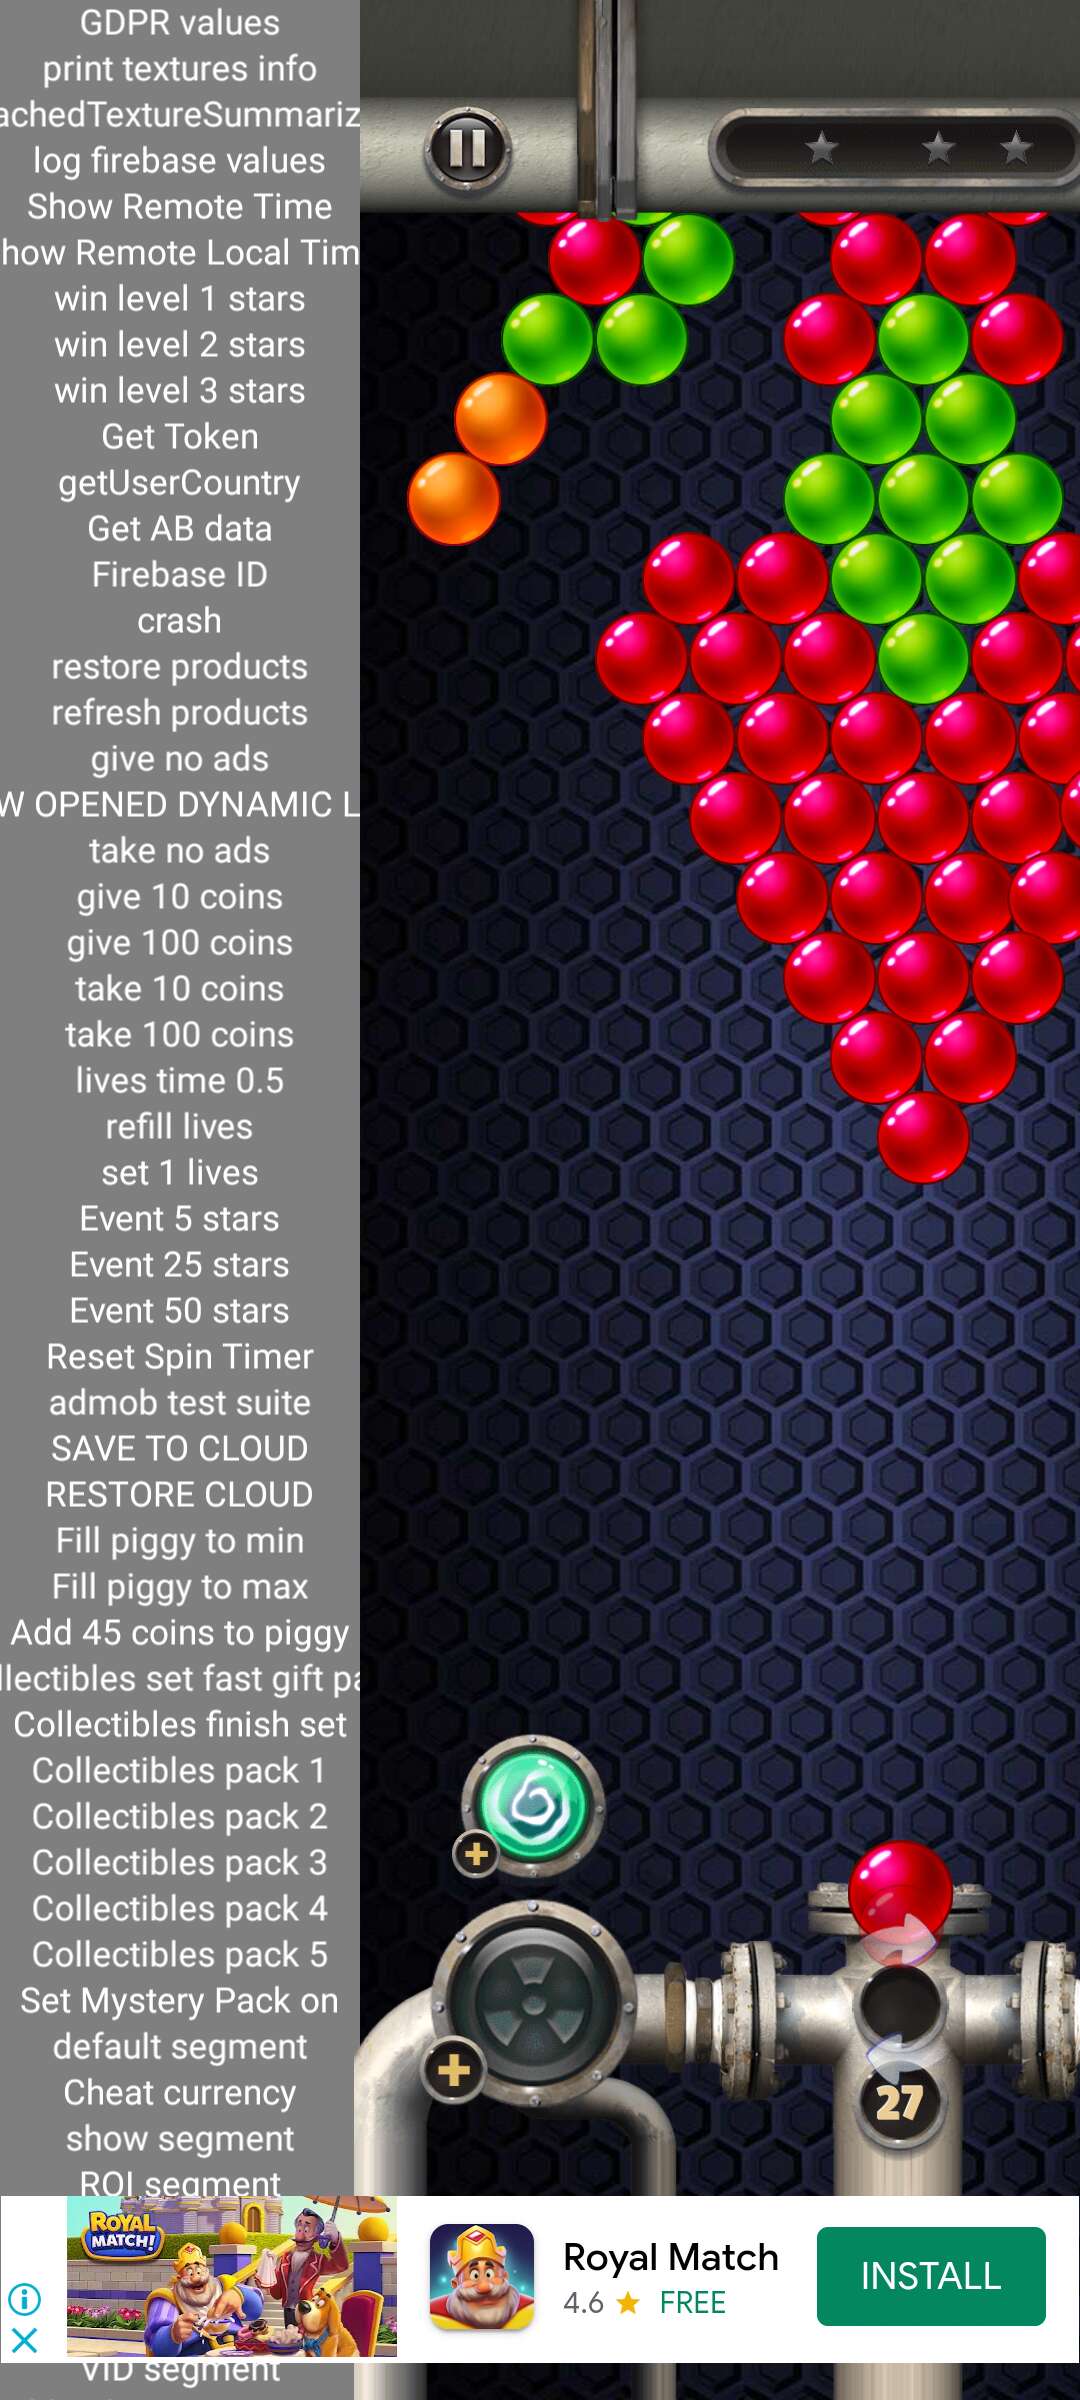 GDPR values
print textures info
achedTextureSummariz
log firebase values
Show Remote Time
how Remote Local Tim
win level 1 stars
win level 2 stars
win level 3 stars
Get Token
getUserCountry
Get AB data
Firebase ID
crash
restore products
refresh products
give no ads
W OPENED DYNAMIC L
take no ads
give 10 coins
give 100 coins
take 10 coins
take 100 coins
lives time 0.5
refill lives
set 1 lives
Event 5 stars
Event 25 stars
Event 50 stars
Reset Spin Timer
admob test suite
SAVE TO CLOUD
RESTORE CLOUD
Fill piggy to min
Fill piggy to max
Add 45 coins to piggy
llectibles set fast gift pa
Collectibles finish set
Collectibles pack 1
Collectibles pack 2
Collectibles pack 3
Collectibles pack 4
Collectibles pack 5
Set Mystery Pack on
default segment
Cheat currency
show segment
ROI segment
27
ROYAL
MATCH!
Royal Match
4.6 ★ FREE
INSTALL
VID segment